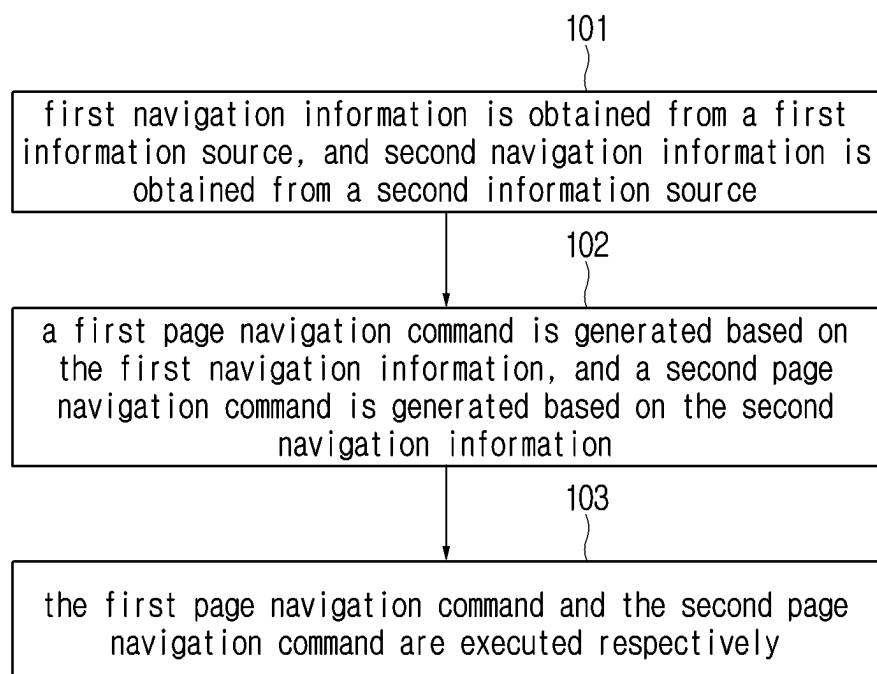 101
first navigation information is obtained from a first
information source, and second navigation information is
obtained from a second information source
102
a first page navigation command is generated based on
the first navigation information, and a second page
navigation command is generated based on the second
navigation information
103
the first page navigation command and the second page
navigation command are executed respectively